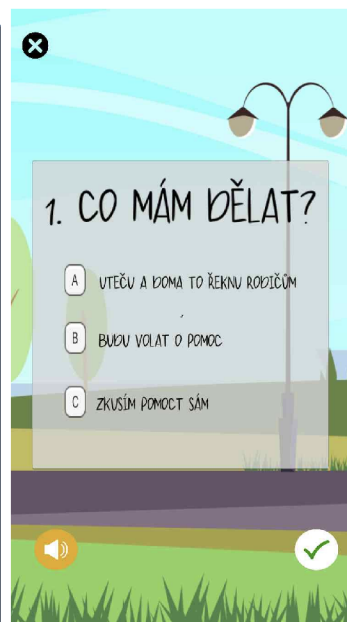 1. CO MÁM DĚLAT?
A UTEČU A DOMA TO ŘEKNU RODIČŮM
B BUDU VOLAT O POMOC
C ZKUSÍM POMOCT SÁM